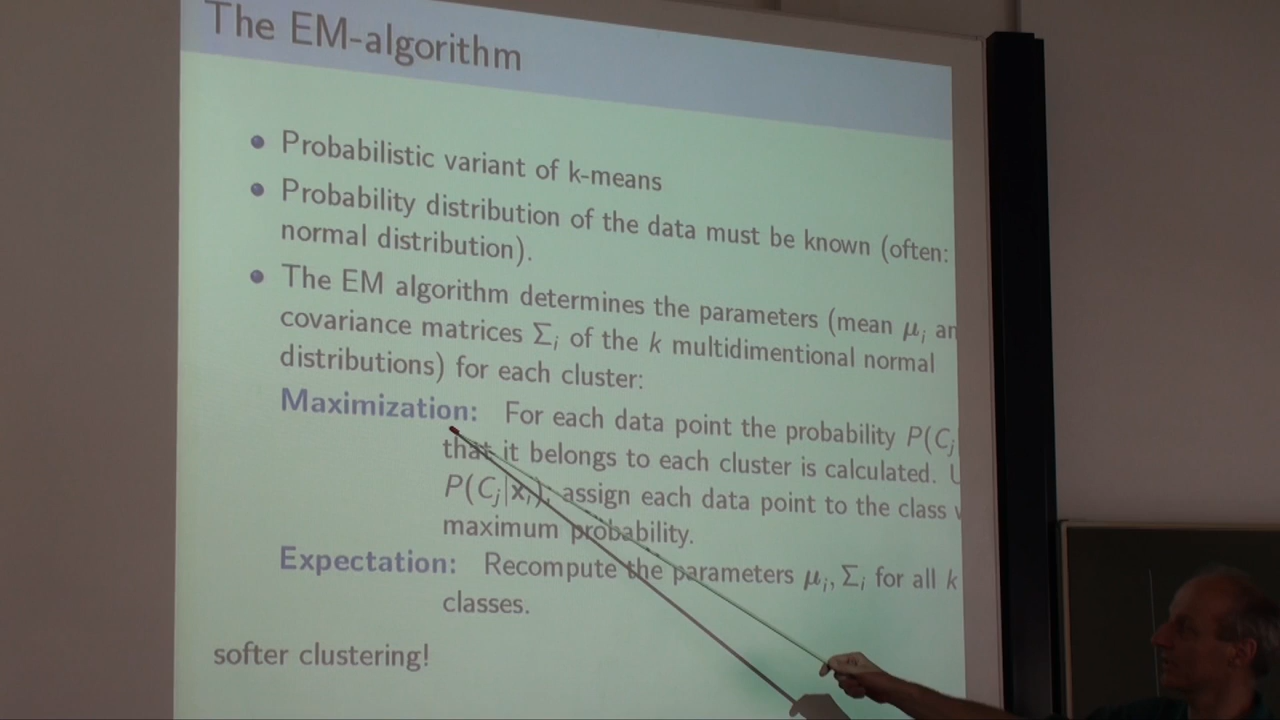 The EM-algorithm
Probabilistic variant of k-means
Probability distribution of the data must be known (often:
normal distribution).
The EM algorithm determines the parameters (mean μᵢ
covariance matrices Σᵢ of the k multidimentional normal
distributions) for each cluster:
Maximization: For each data point the probability P(Cⱼ
that it belongs to each cluster is calculated.
P(Cⱼ|xᵢ), assign each data point to the class
maximum probability.
Expectation: Recompute the parameters μᵢ, Σᵢ for all k
classes.
softer clustering!